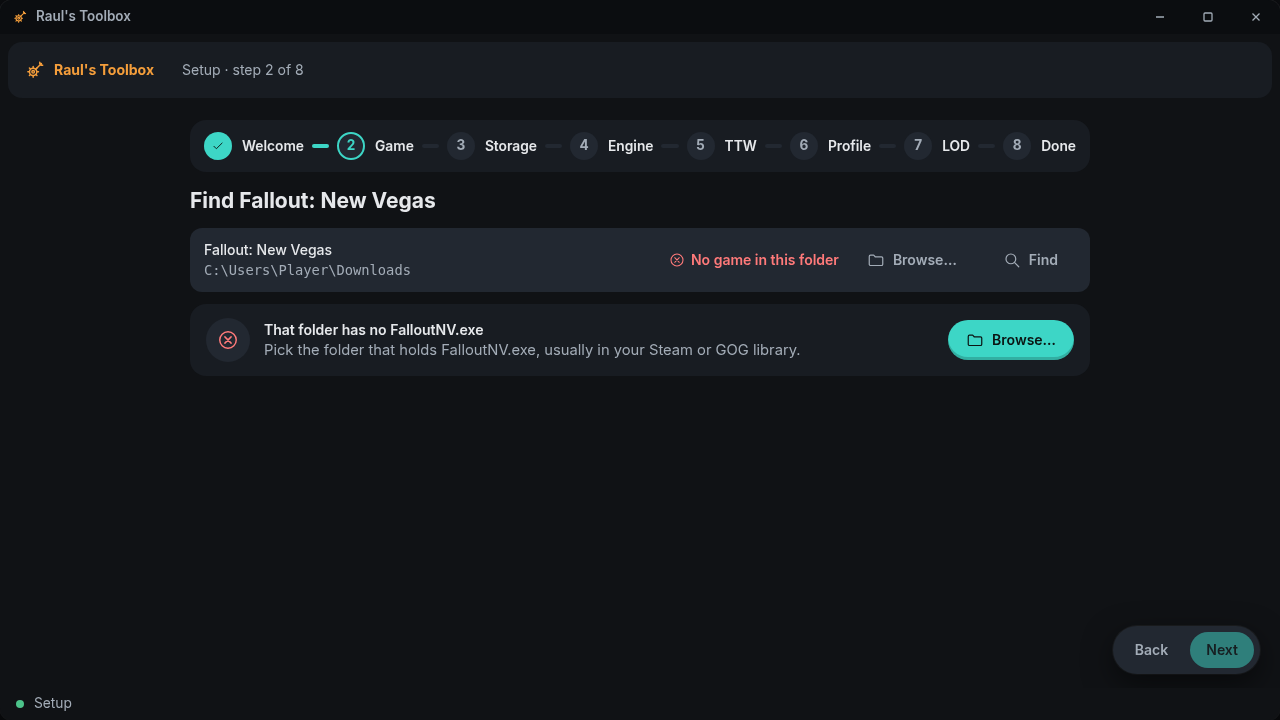 Raul's Toolbox
Raul's Toolbox Setup · step 2 of 8
Welcome 2 Game 3 Storage 4 Engine 5 TTW 6 Profile 7 LOD 8 Done
Find Fallout: New Vegas
Fallout: New Vegas
C:\Users\Player\Downloads
No game in this folder Browse... Find
That folder has no FalloutNV.exe
Pick the folder that holds FalloutNV.exe, usually in your Steam or GOG library.
Browse...
Back Next
Setup